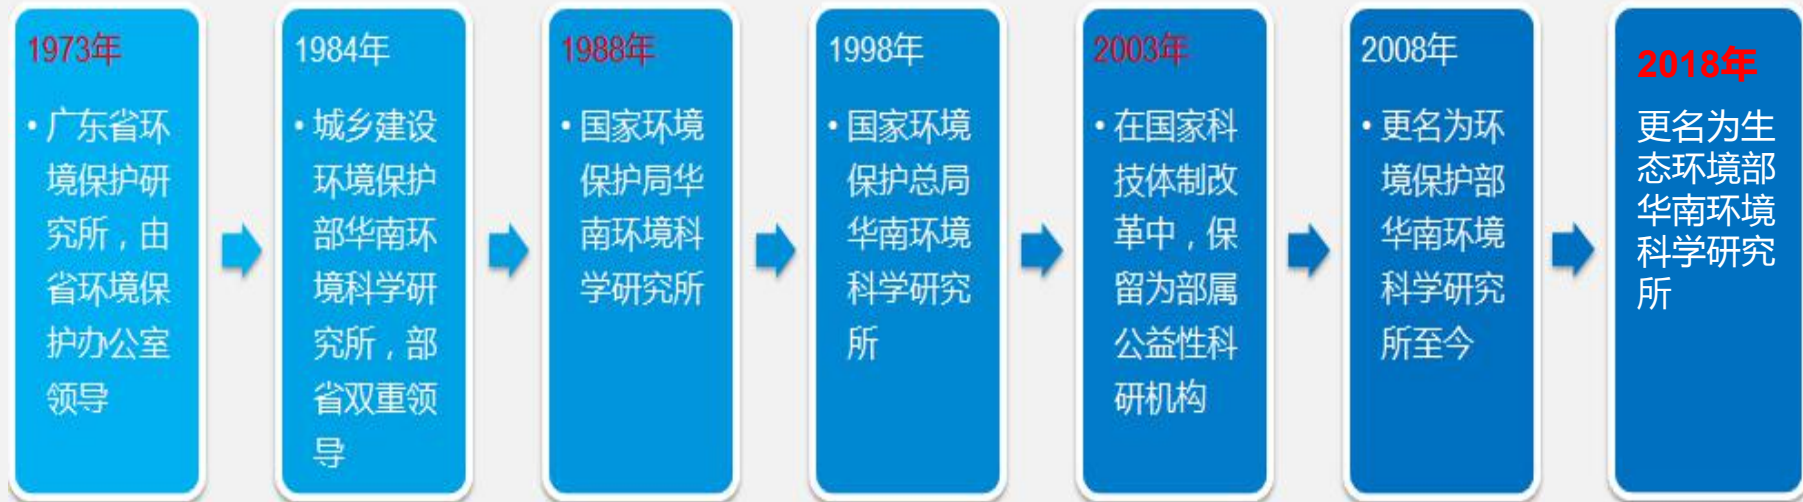 1973年
• 广东省环
境保护研
究所，由
省环境保
护办公室
领导
1984年
• 城乡建设
环境保护
部华南环
境科学研
究所，部
省双重领
导
1988年
• 国家环境
保护局华
南环境科
学研究所
1998年
• 国家环境
保护总局
华南环境
科学研究
所
2003年
• 在国家科
技体制改
革中，保
留为部属
公益性科
研机构
2008年
• 更名为环
境保护部
华南环境
科学研究
所至今
2018年
更名为生
态环境部
华南环境
科学研究
所